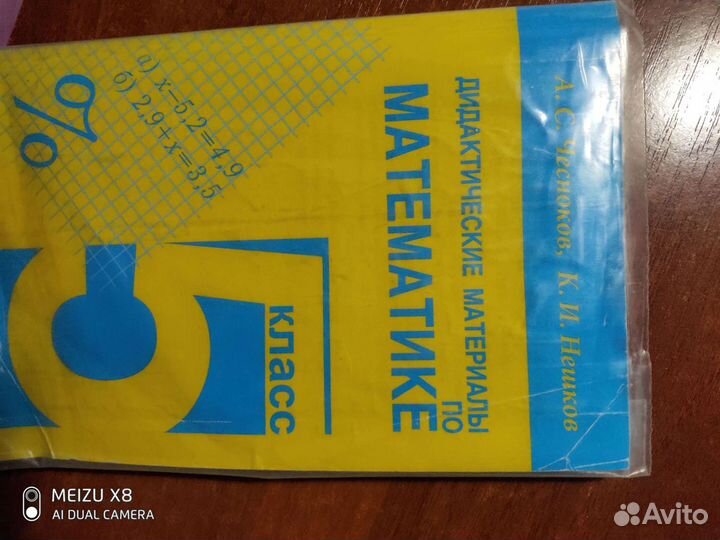 А. С. Чесноков, К. И. Нешков
ДИДАКТИЧЕСКИЕ МАТЕРИАЛЫ
ПО
МАТЕМАТИКЕ
5
класс
а) x−5,2=4,9
б) 2,9+x=3,5
%
MEIZU X8
AI DUAL CAMERA
Avito